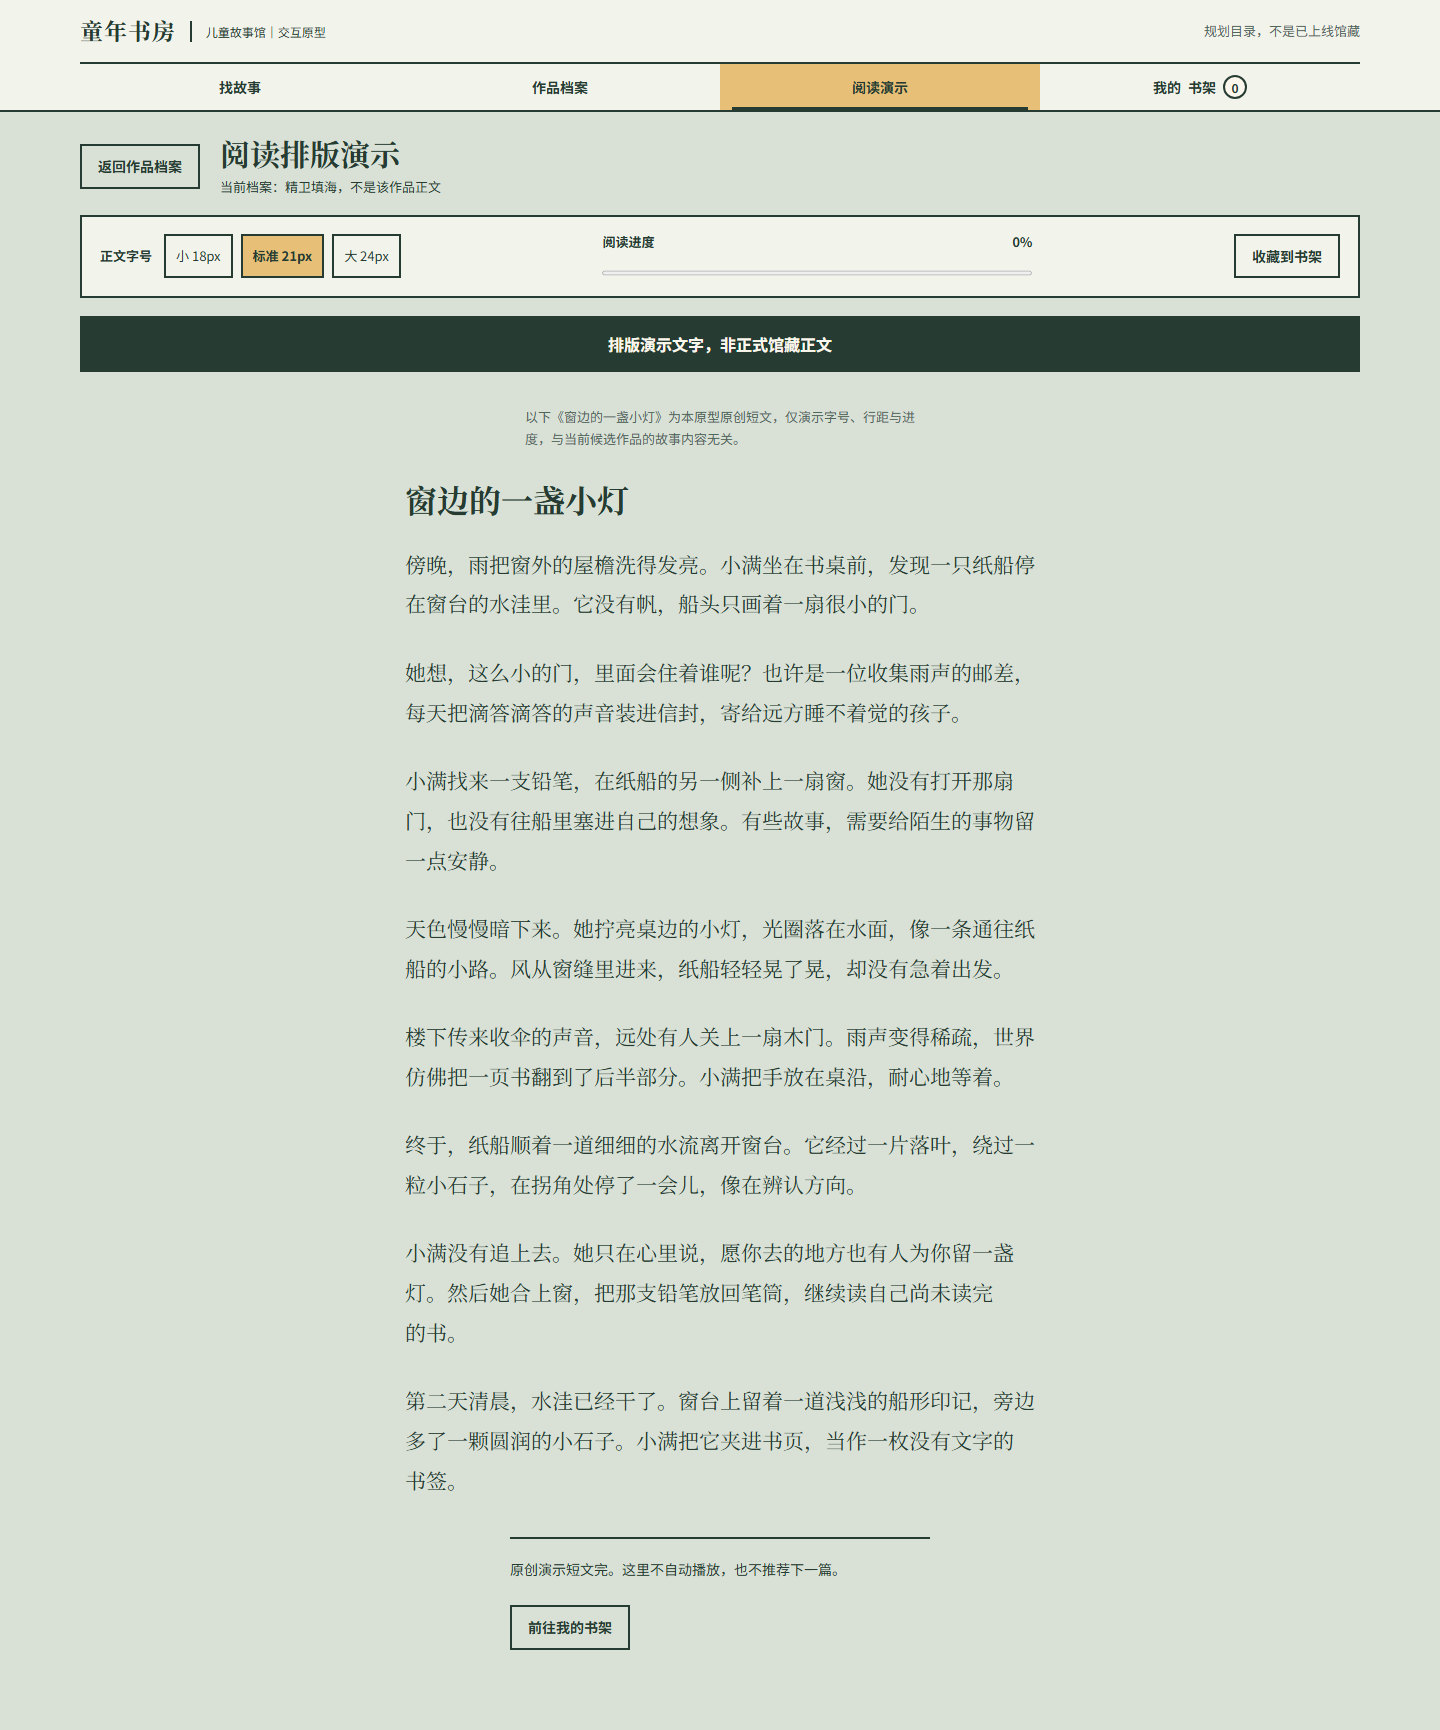 童年书房
儿童故事馆｜交互原型
规划目录，不是已上线馆藏
找故事
作品档案
阅读演示
我的 书架 0
返回作品档案
阅读排版演示
当前档案：精卫填海，不是该作品正文
正文字号
小 18px
标准 21px
大 24px
阅读进度
0%
收藏到书架
排版演示文字，非正式馆藏正文
以下《窗边的一盏小灯》为本原型原创短文，仅演示字号、行距与进
度，与当前候选作品的故事内容无关。
窗边的一盏小灯
傍晚，雨把窗外的屋檐洗得发亮。小满坐在书桌前，发现一只纸船停
在窗台的水洼里。它没有帆，船头只画着一扇很小的门。
她想，这么小的门，里面会住着谁呢？也许是一位收集雨声的邮差，
每天把滴答滴答的声音装进信封，寄给远方睡不着觉的孩子。
小满找来一支铅笔，在纸船的另一侧补上一扇窗。她没有打开那扇
门，也没有往船里塞进自己的想象。有些故事，需要给陌生的事物留
一点安静。
天色慢慢暗下来。她拧亮桌边的小灯，光圈落在水面，像一条通往纸
船的小路。风从窗缝里进来，纸船轻轻晃了晃，却没有急着出发。
楼下传来收伞的声音，远处有人关上一扇木门。雨声变得稀疏，世界
仿佛把一页书翻到了后半部分。小满把手放在桌沿，耐心地等着。
终于，纸船顺着一道细细的水流离开窗台。它经过一片落叶，绕过一
粒小石子，在拐角处停了一会儿，像在辨认方向。
小满没有追上去。她只在心里说，愿你去的地方也有人为你留一盏
灯。然后她合上窗，把那支铅笔放回笔筒，继续读自己尚未读完
的书。
第二天清晨，水洼已经干了。窗台上留着一道浅浅的船形印记，旁边
多了一颗圆润的小石子。小满把它夹进书页，当作一枚没有文字的
书签。
原创演示短文完。这里不自动播放，也不推荐下一篇。
前往我的书架